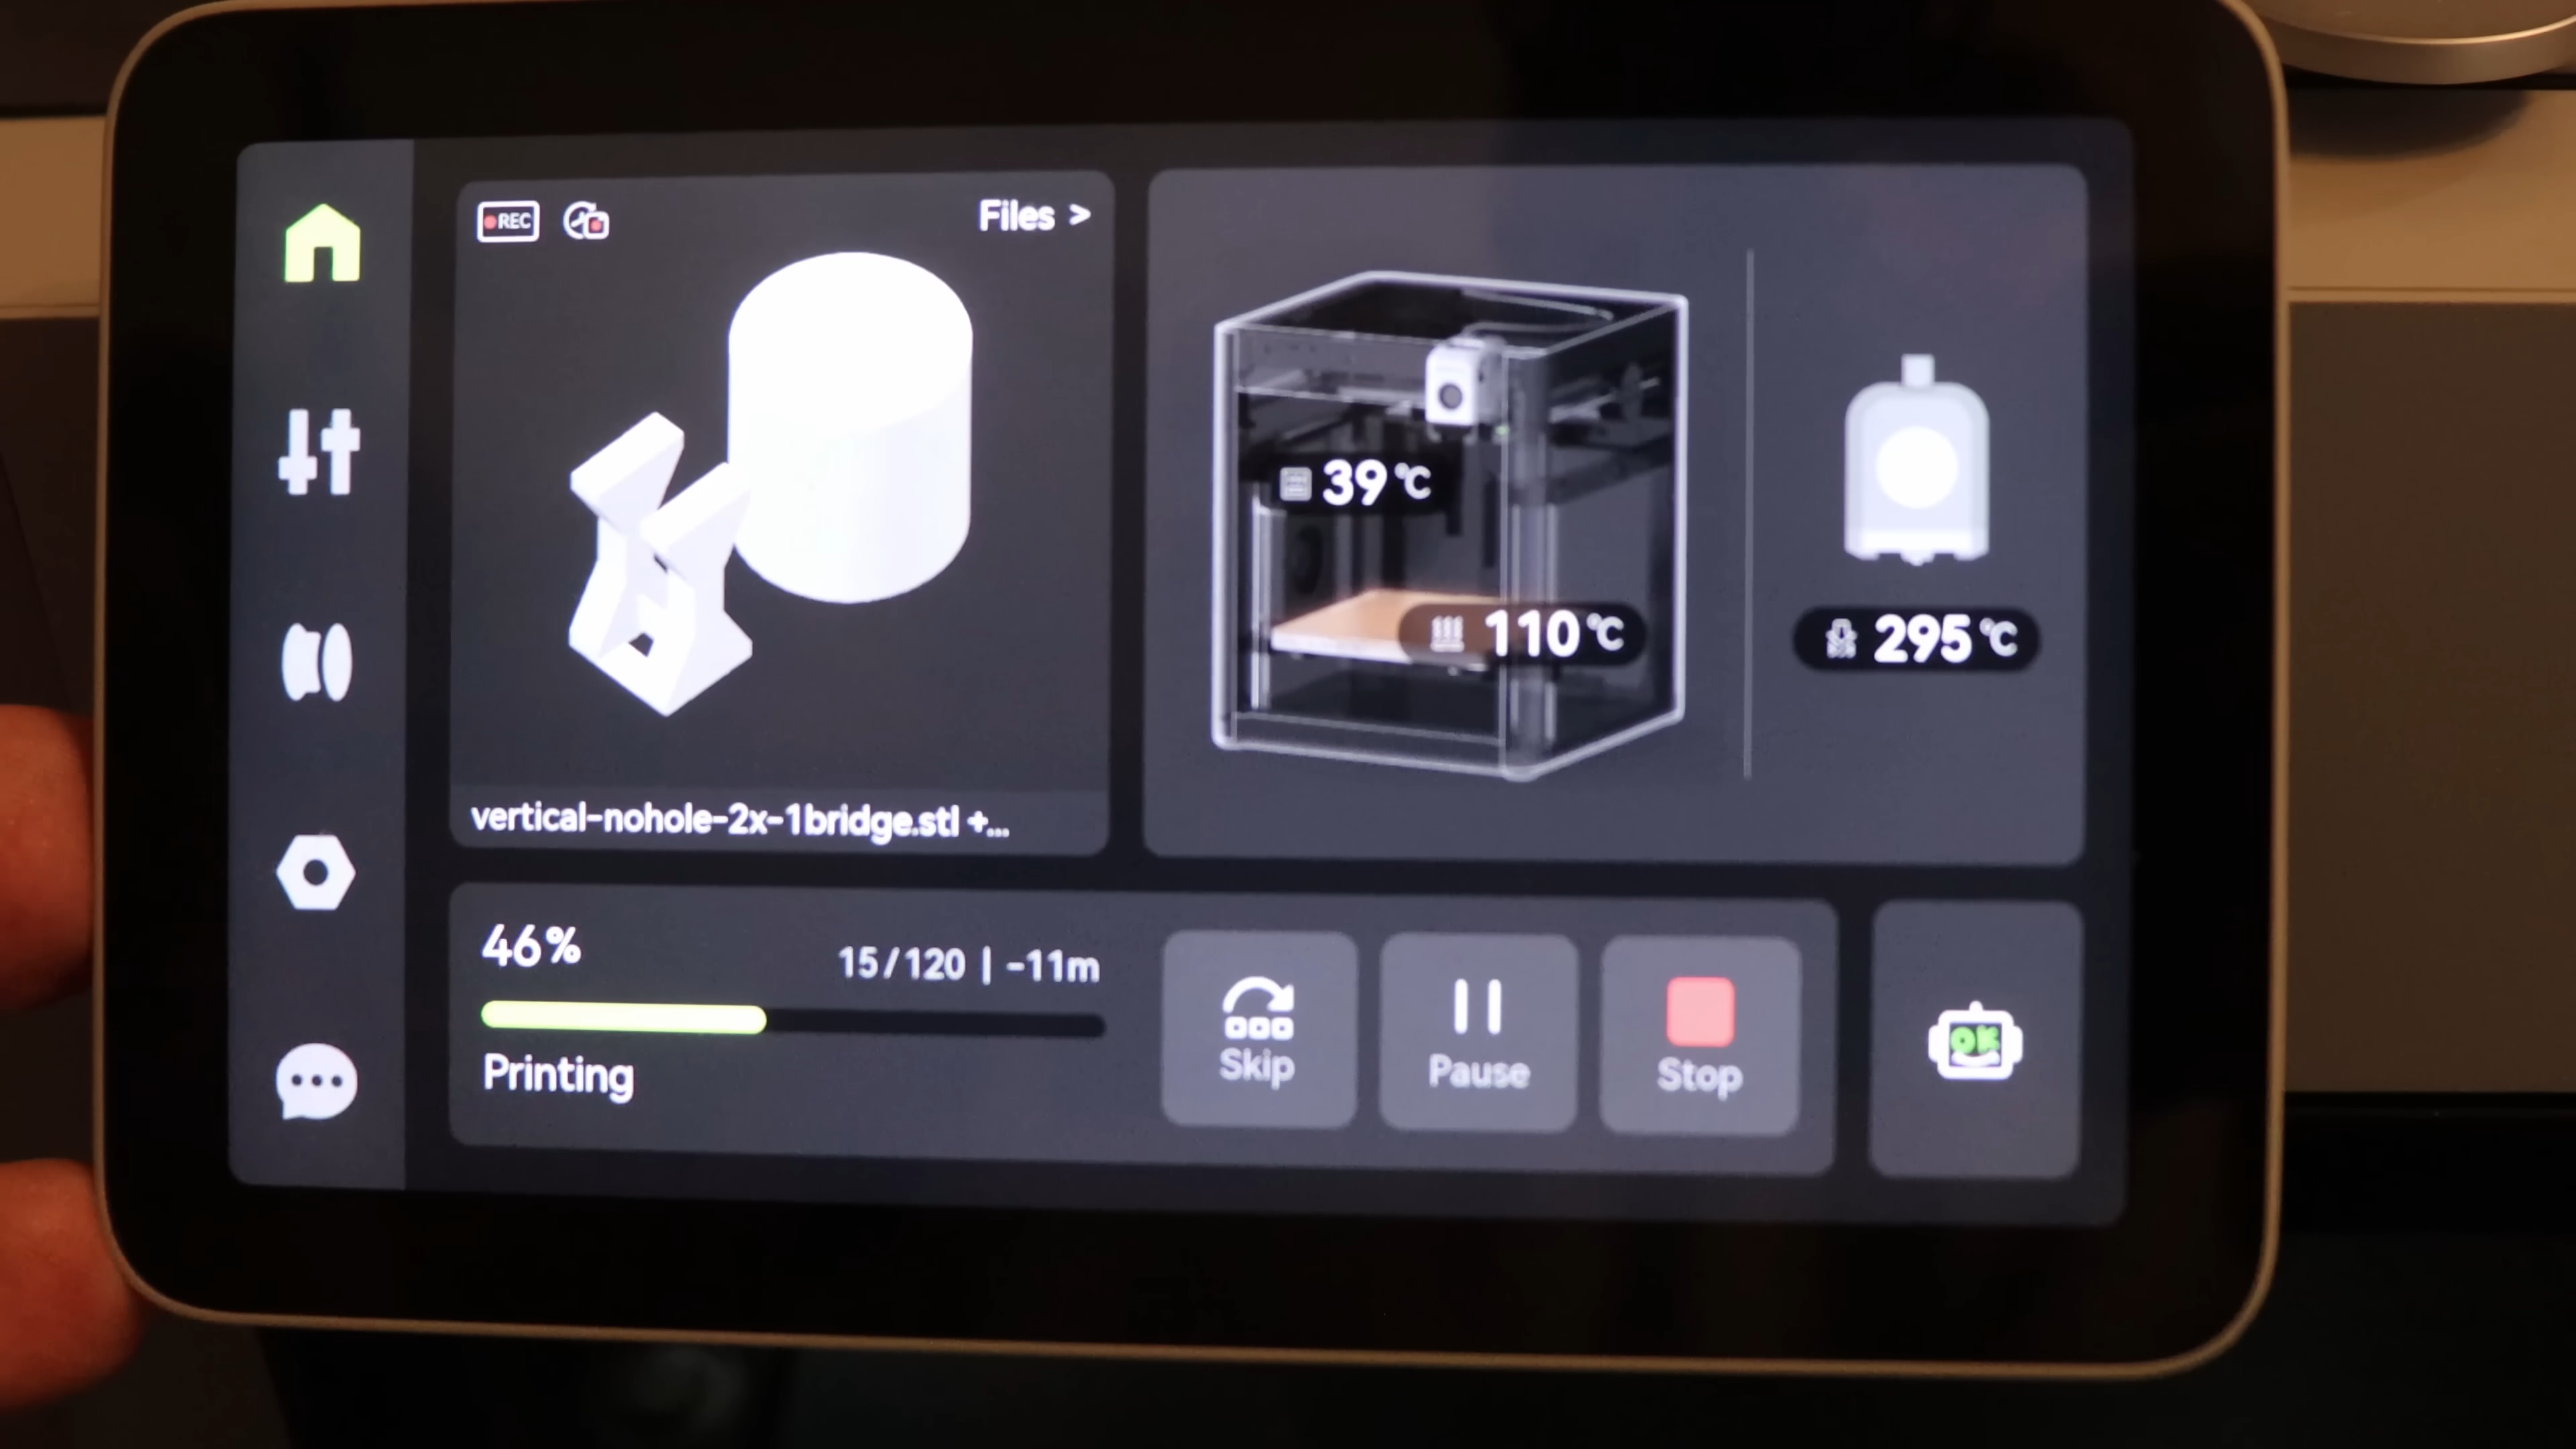 REC
Files >
39°C
110°C
295°C
vertical-nohole-2x-1bridge.stl +...
46%
15/120 | -11m
Printing
Skip
Pause
Stop
OK